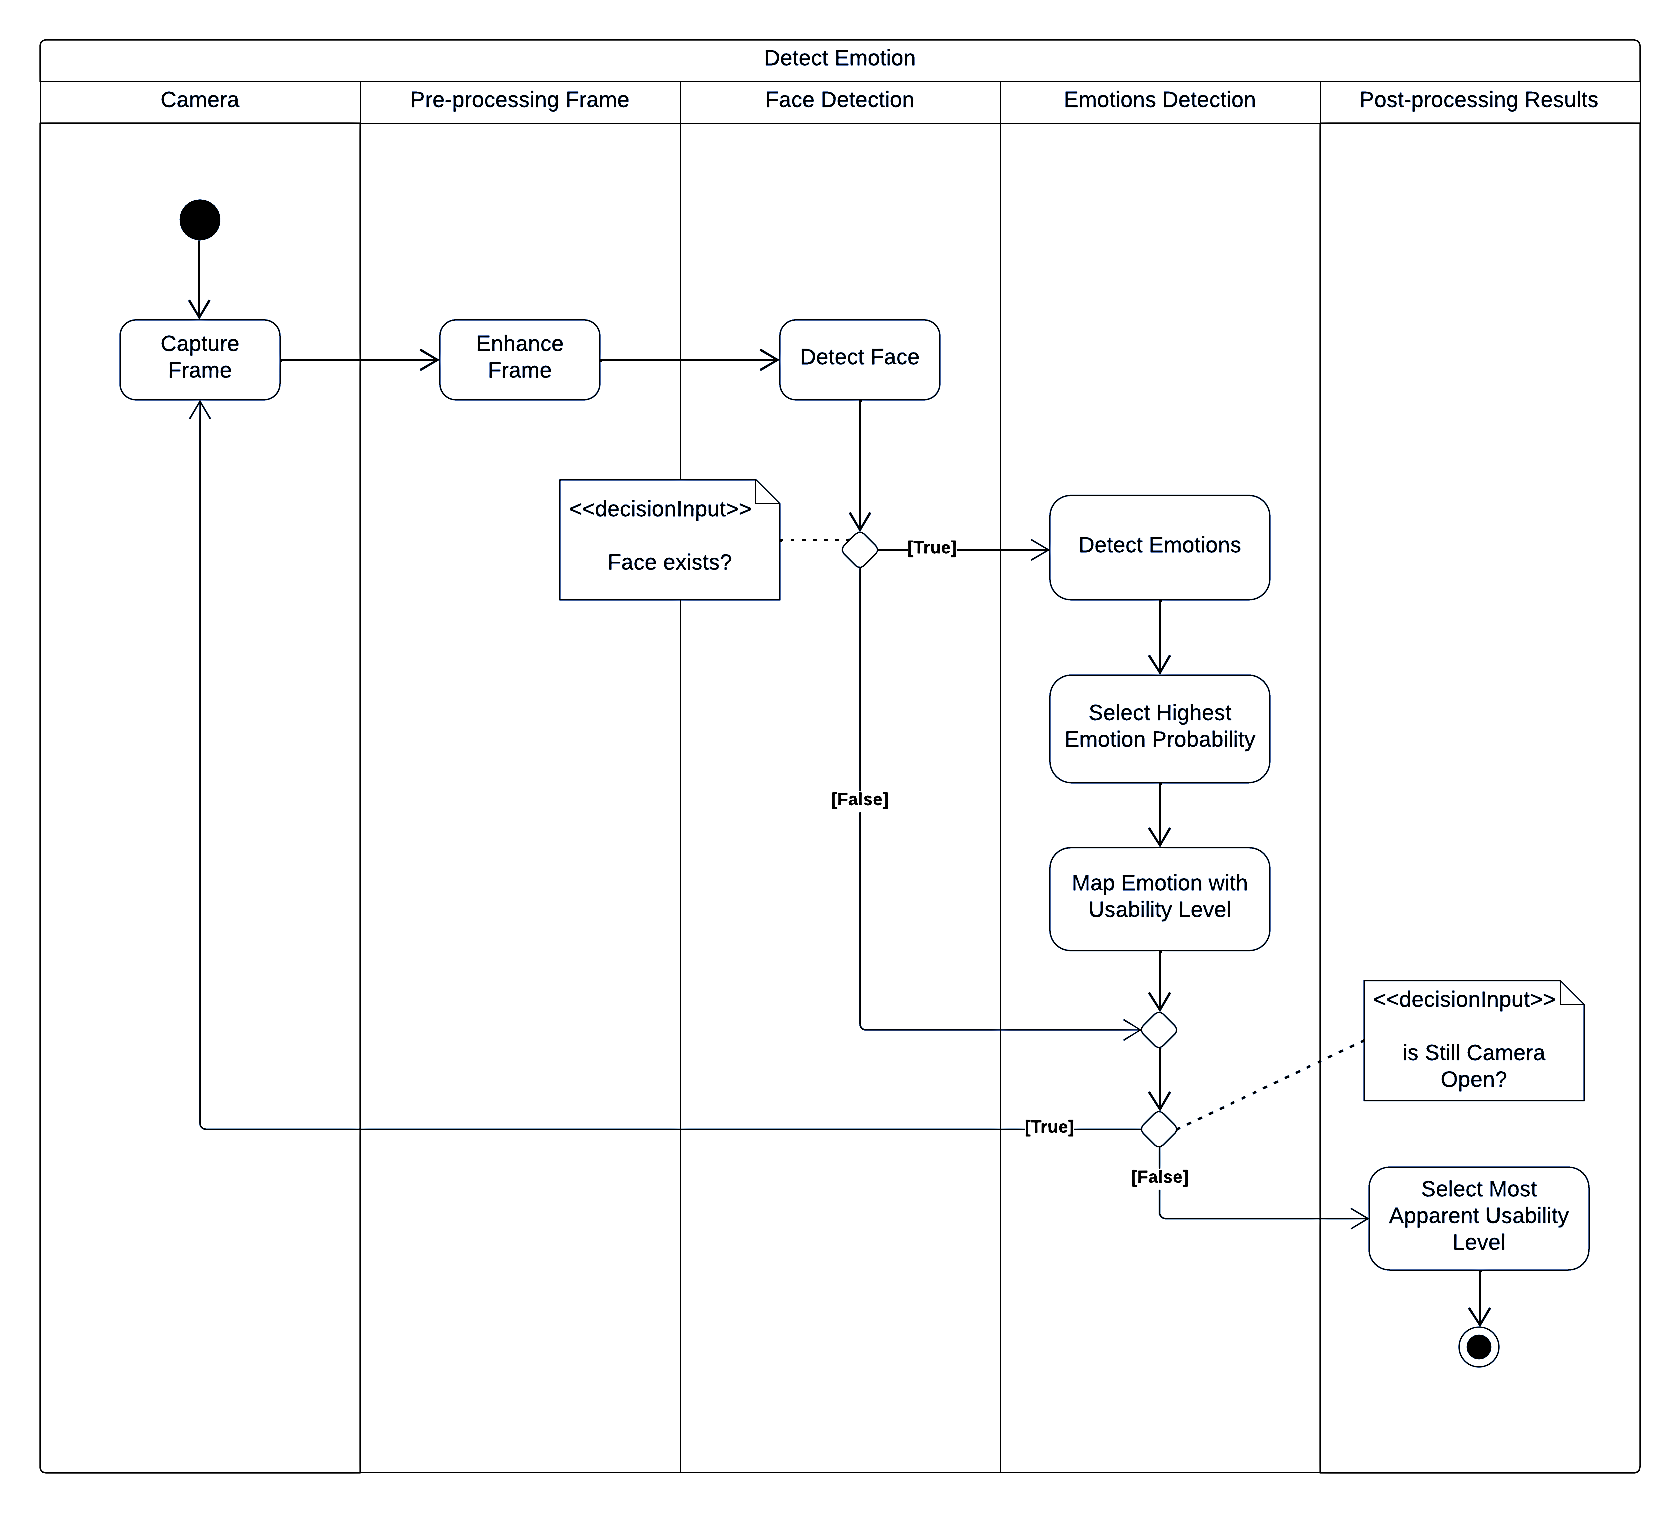 Detect Emotion
Camera
Pre-processing Frame
Face Detection
Emotions Detection
Post-processing Results
Capture
Frame
Enhance
Frame
Detect Face
<<decisionInput>>
Face exists?
[True]
Detect Emotions
Select Highest
Emotion Probability
[False]
Map Emotion with
Usability Level
<<decisionInput>>
is Still Camera
Open?
[True]
[False]
Select Most
Apparent Usability
Level